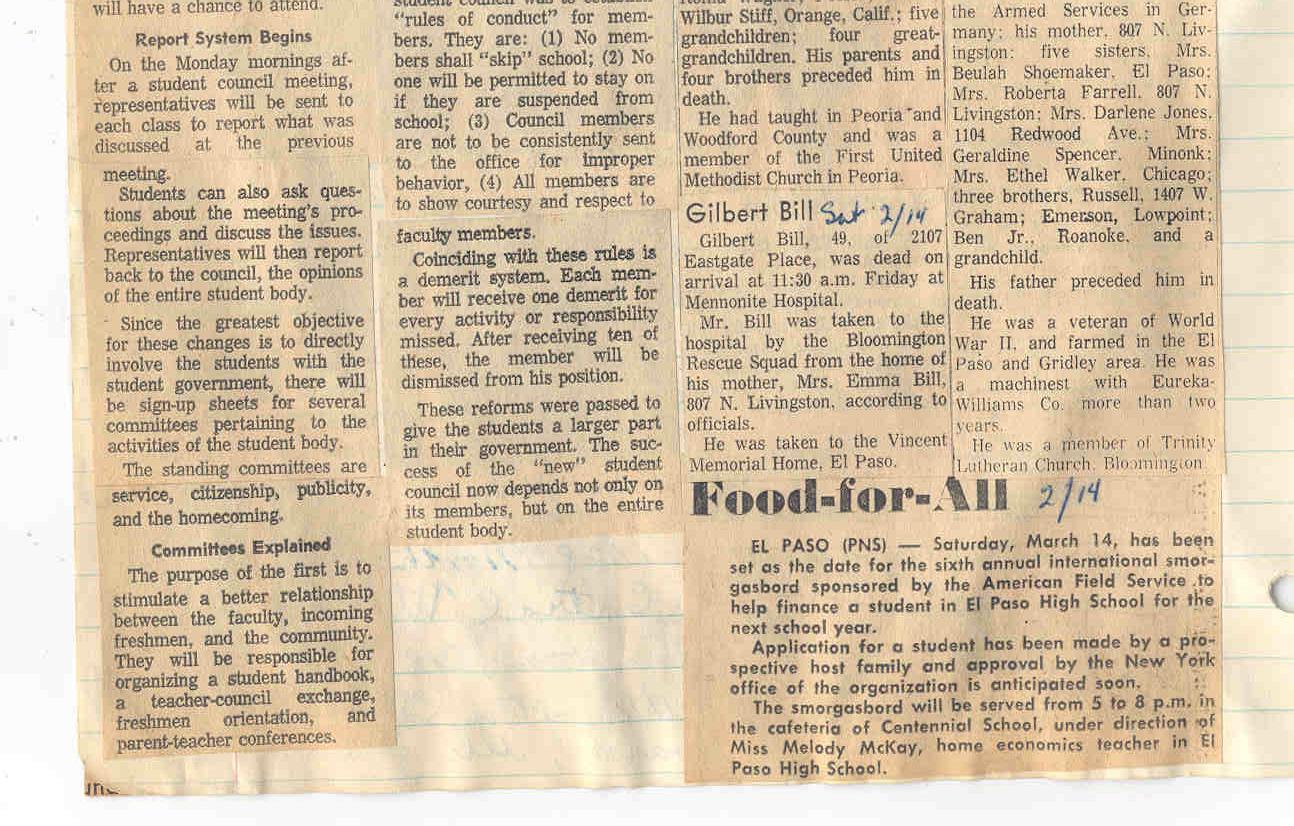 will have a chance to attend.
Report System Begins
On the Monday mornings af-
ter a student council meeting,
representatives will be sent to
each class to report what was
discussed at the previous
meeting.
Students can also ask ques-
tions about the meeting's pro-
ceedings and discuss the issues.
Representatives will then report
back to the council, the opinions
of the entire student body.
Since the greatest objective
for these changes is to directly
involve the students with the
student government, there will
be sign-up sheets for several
committees pertaining to the
activities of the student body.
The standing committees are
service, citizenship, publicity,
and the homecoming.
Committees Explained
The purpose of the first is to
stimulate a better relationship
between the faculty, incoming
freshmen, and the community.
They will be responsible for
organizing a student handbook,
a teacher-council exchange,
freshmen orientation, and
parent-teacher conferences.
"rules of conduct" for mem-
bers. They are: (1) No mem-
bers shall "skip" school; (2) No
one will be permitted to stay on
if they are suspended from
school; (3) Council members
are not to be consistently sent
to the office for improper
behavior, (4) All members are
to show courtesy and respect to
faculty members.
Coinciding with these rules is
a demerit system. Each mem-
ber will receive one demerit for
every activity or responsibility
missed. After receiving ten of
these, the member will be
dismissed from his position.
These reforms were passed to
give the students a larger part
in their government. The suc-
cess of the "new" student
council now depends not only on
its members, but on the entire
student body.
Wilbur Stiff, Orange, Calif.; five
grandchildren; four great-
grandchildren. His parents and
four brothers preceded him in
death.
He had taught in Peoria and
Woodford County and was a
member of the First United
Methodist Church in Peoria.
Gilbert Bill Sat 2/14
Gilbert Bill, 49, of 2107
Eastgate Place, was dead on
arrival at 11:30 a.m. Friday at
Mennonite Hospital.
Mr. Bill was taken to the
hospital by the Bloomington
Rescue Squad from the home of
his mother, Mrs. Emma Bill,
807 N. Livingston, according to
officials.
He was taken to the Vincent
Memorial Home, El Paso.
the Armed Services in Ger-
many; his mother, 807 N. Liv-
ingston; five sisters, Mrs.
Beulah Shoemaker, El Paso;
Mrs. Roberta Farrell, 807 N.
Livingston; Mrs. Darlene Jones,
1104 Redwood Ave.; Mrs.
Geraldine Spencer, Minonk;
Mrs. Ethel Walker, Chicago;
three brothers, Russell, 1407 W.
Graham; Emerson, Lowpoint;
Ben Jr., Roanoke, and a
grandchild.
His father preceded him in
death.
He was a veteran of World
War II, and farmed in the El
Paso and Gridley area. He was
a machinest with Eureka-
Williams Co. more than two
years.
He was a member of Trinity
Lutheran Church, Bloomington
Food-for-All 2/14
EL PASO (PNS) — Saturday, March 14, has been
set as the date for the sixth annual international smor-
gasbord sponsored by the American Field Service to
help finance a student in El Paso High School for the
next school year.
Application for a student has been made by a pro-
spective host family and approval by the New York
office of the organization is anticipated soon.
The smorgasbord will be served from 5 to 8 p.m. in
the cafeteria of Centennial School, under direction of
Miss Melody McKay, home economics teacher in El
Paso High School.